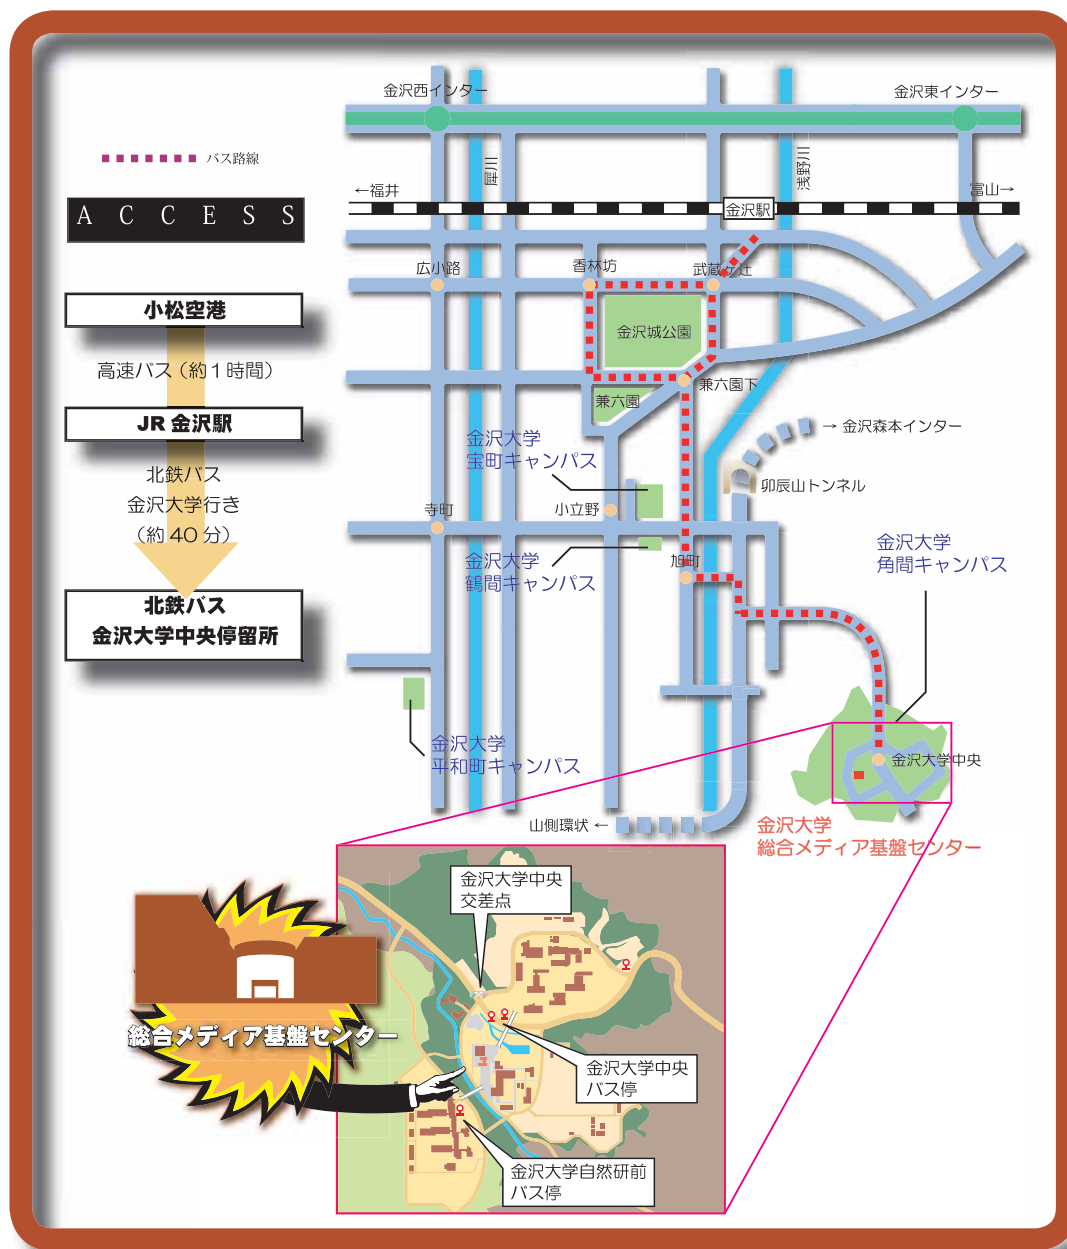 金沢西インター
金沢東インター
バス路線
犀川
浅野川
←福井
富山→
ACCESS
金沢駅
広小路
香林坊
武蔵ヶ辻
小松空港
金沢城公園
高速バス（約１時間）
兼六園下
兼六園
JR 金沢駅
金沢大学
宝町キャンパス
→ 金沢森本インター
北鉄バス
金沢大学行き
（約 40 分）
卯辰山トンネル
寺町
小立野
金沢大学
鶴間キャンパス
旭町
金沢大学
角間キャンパス
北鉄バス
金沢大学中央停留所
金沢大学
平和町キャンパス
金沢大学中央
山側環状 ←
金沢大学
総合メディア基盤センター
金沢大学中央
交差点
総合メディア基盤センター
金沢大学中央
バス停
金沢大学自然研前
バス停